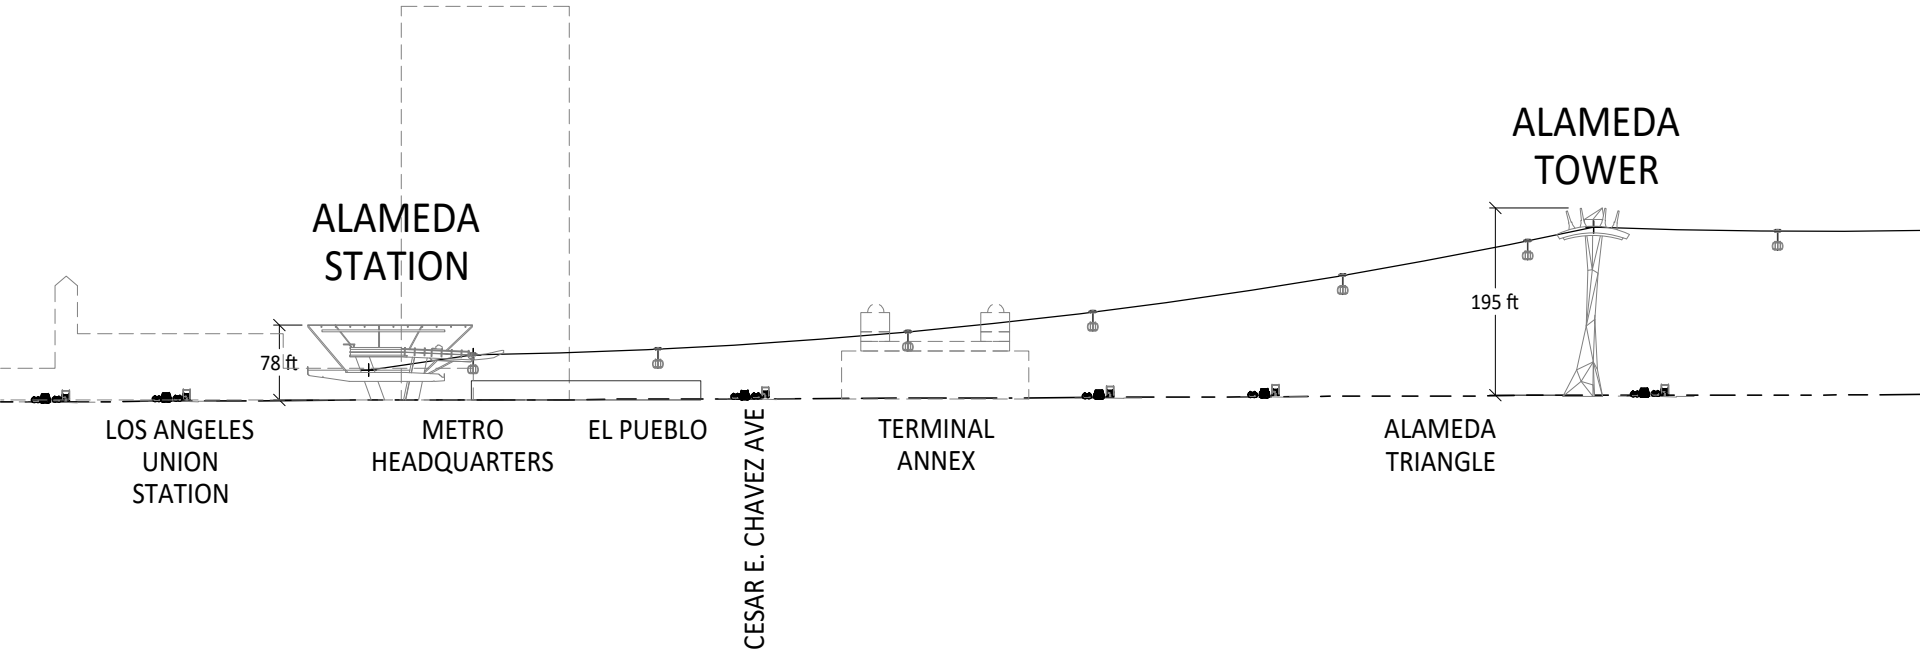 ALAMEDA
TOWER
ALAMEDA
STATION
195 ft
78 ft
LOS ANGELES
UNION
STATION
METRO
HEADQUARTERS
EL PUEBLO
CESAR E. CHAVEZ AVE
TERMINAL
ANNEX
ALAMEDA
TRIANGLE